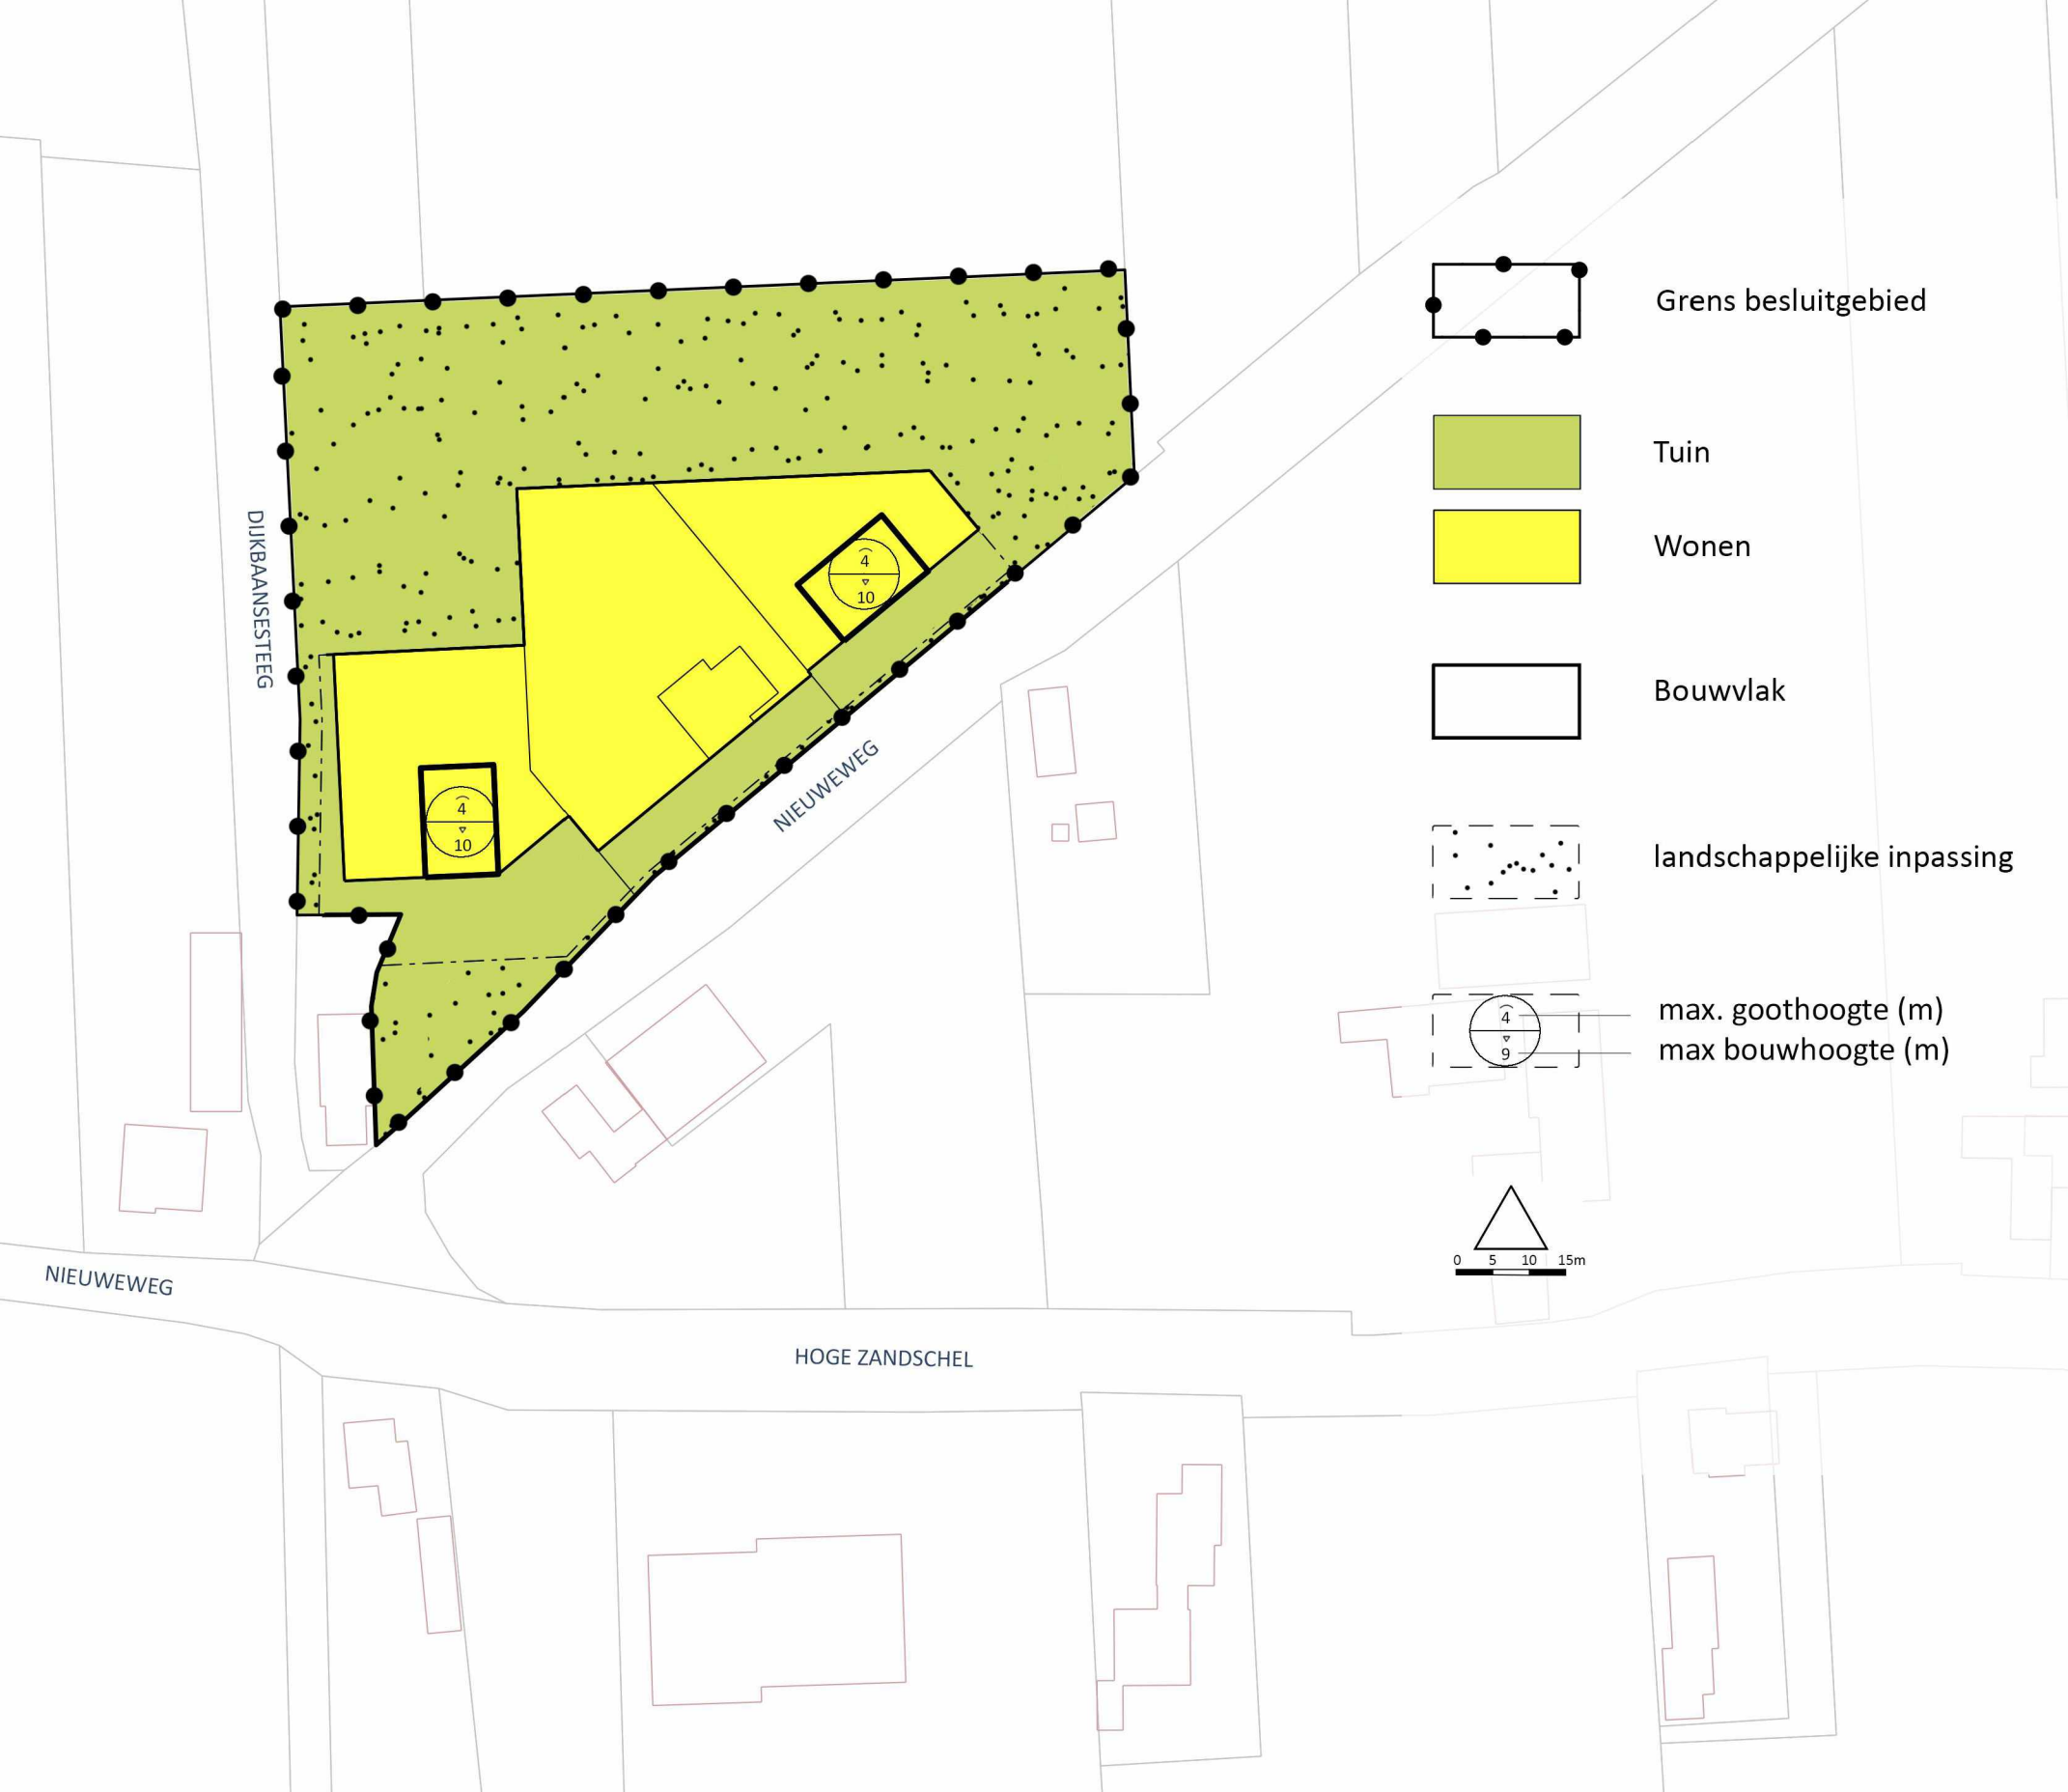 Grens besluitgebied
Tuin
Wonen
DIJKBAANSESTEEG
4
10
Bouwvlak
NIEUWEWEG
4
10
landschappelijke inpassing
4
9
max. goothoogte (m)
max bouwhoogte (m)
0 5 10 15m
NIEUWEWEG
HOGE ZANDSCHEL